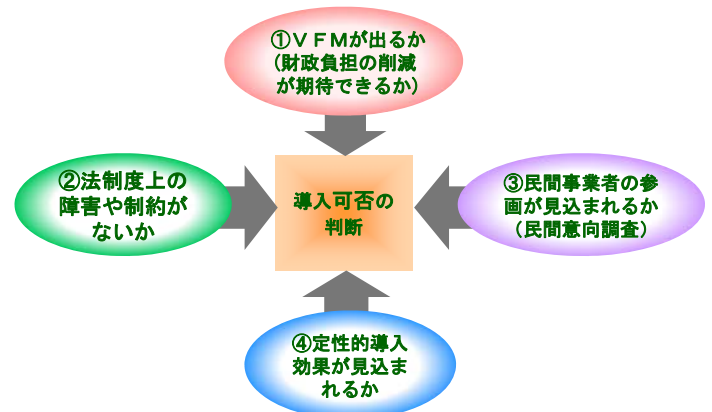 ①ＶＦＭが出るか
(財政負担の削減
が期待できるか)
②法制度上の
障害や制約が
ないか
導入可否の
判断
③民間事業者の参
画が見込まれるか
（民間意向調査）
④定性的導入
効果が見込ま
れるか